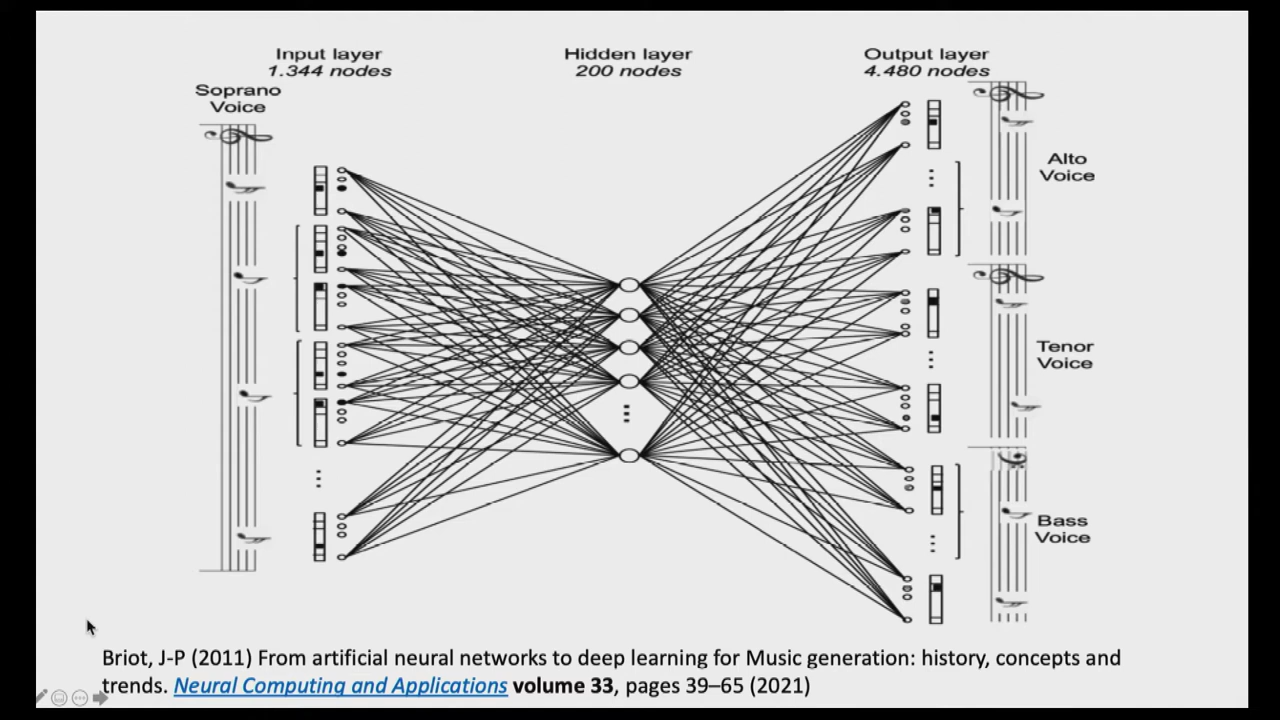 Input layer
1.344 nodes
Hidden layer
200 nodes
Output layer
4.480 nodes
Soprano
Voice
Alto
Voice
Tenor
Voice
Bass
Voice
Briot, J-P (2011) From artificial neural networks to deep learning for Music generation: history, concepts and
trends. Neural Computing and Applications volume 33, pages 39–65 (2021)